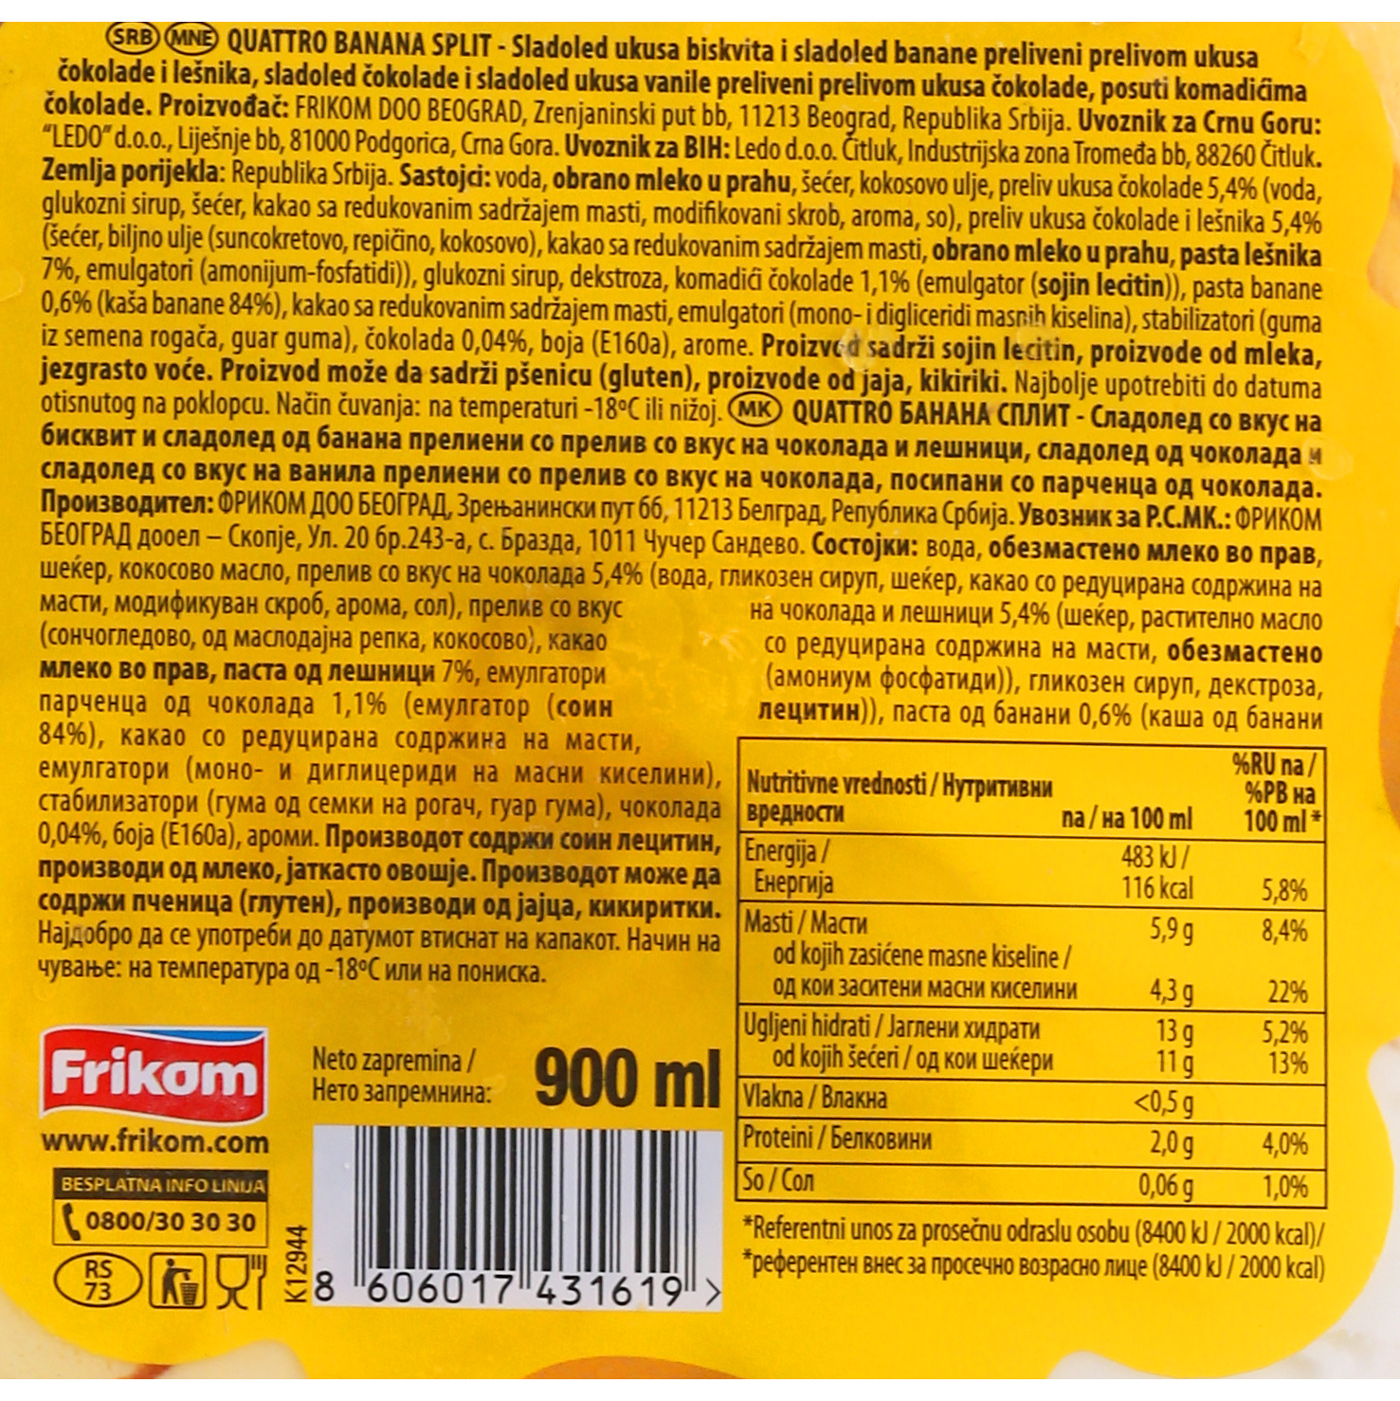 SRB MNE QUATTRO BANANA SPLIT - Sladoled ukusa biskvita i sladoled banane preliveni prelivom ukusa
čokolade i lešnika, sladoled čokolade i sladoled ukusa vanile preliveni prelivom ukusa čokolade, posuti komadićima
čokolade. Proizvođač: FRIKOM DOO BEOGRAD, Zrenjaninski put bb, 11213 Beograd, Republika Srbija. Uvoznik za Crnu Goru:
"LEDO" d.o.o., Liješnje bb, 81000 Podgorica, Crna Gora. Uvoznik za BIH: Ledo d.o.o. Čitluk, Industrijska zona Tromeđa bb, 88260 Čitluk.
Zemlja porijekla: Republika Srbija. Sastojci: voda, obrano mleko u prahu, šećer, kokosovo ulje, preliv ukusa čokolade 5,4% (voda,
glukozni sirup, šećer, kakao sa redukovanim sadržajem masti, modifikovani skrob, aroma, so), preliv ukusa čokolade i lešnika 5,4%
(šećer, biljno ulje (suncokretovo, repičino, kokosovo), kakao sa redukovanim sadržajem masti, obrano mleko u prahu, pasta lešnika
7%, emulgatori (amonijum-fosfatidi)), glukozni sirup, dekstroza, komadići čokolade 1,1% (emulgator (sojin lecitin)), pasta banane
0,6% (kaša banane 84%), kakao sa redukovanim sadržajem masti, emulgatori (mono- i digliceridi masnih kiselina), stabilizatori (guma
iz semena rogača, guar guma), čokolada 0,04%, boja (E160a), arome. Proizvod sadrži sojin lecitin, proizvode od mleka,
jezgrasto voće. Proizvod može da sadrži pšenicu (gluten), proizvode od jaja, kikiriki. Najbolje upotrebiti do datuma
otisnutog na poklopcu. Način čuvanja: na temperaturi -18°C ili nižoj. MK QUATTRO БАНАНА СПЛИТ - Сладолед со вкус на
бисквит и сладолед од банана прелиени со прелив со вкус на чоколада и лешници, сладолед од чоколада и
сладолед со вкус на ванила прелиени со прелив со вкус на чоколада, посипани со парченца од чоколада.
Производител: ФРИКОМ ДОО БЕОГРАД, Зрењанински пут бб, 11213 Белград, Република Србија. Увозник за Р.С.МК.: ФРИКОМ
БЕОГРАД дооел – Скопје, Ул. 20 бр.243-а, с. Бразда, 1011 Чучер Сандево. Состојки: вода, обезмастено млеко во прав,
шеќер, кокосово масло, прелив со вкус на чоколада 5,4% (вода, гликозен сируп, шеќер, какао со редуцирана содржина на
масти, модификуван скроб, арома, сол), прелив со вкус на чоколада и лешници 5,4% (шеќер, растително масло
(сончогледово, од маслодајна репка, кокосово), какао со редуцирана содржина на масти, обезмастено
млеко во прав, паста од лешници 7%, емулгатори (амониум фосфатиди)), гликозен сируп, декстроза,
парченца од чоколада 1,1% (емулгатор (соин лецитин)), паста од банани 0,6% (каша од банани
84%), какао со редуцирана содржина на масти,
емулгатори (моно- и диглицериди на масни киселини),
стабилизатори (гума од семки на рогач, гуар гума), чоколада
0,04%, боја (E160a), ароми. Производот содржи соин лецитин,
производи од млеко, јаткасто овошје. Производот може да
содржи пченица (глутен), производи од јајца, кикиритки.
Најдобро да се употреби до датумот втиснат на капакот. Начин на
чување: на температура од -18°C или на пониска.
Nutritivne vrednosti / Нутритивни
вредности
na / на 100 ml
%RU na /
%РВ на
100 ml *
Energija / 483 kJ /
Енергија 116 kcal 5,8%
Masti / Масти 5,9 g 8,4%
od kojih zasićene masne kiseline /
од кои заситени масни киселини 4,3 g 22%
Ugljeni hidrati / Јаглени хидрати 13 g 5,2%
od kojih šećeri / од кои шеќери 11 g 13%
Vlakna / Влакна <0,5 g
Proteini / Белковини 2,0 g 4,0%
So / Сол 0,06 g 1,0%
*Referentni unos za prosečnu odraslu osobu (8400 kJ / 2000 kcal)/
*референтен внес за просечно возрасно лице (8400 kJ / 2000 kcal)
Frikom
www.frikom.com
BESPLATNA INFO LINIJA
0800/30 30 30
RS
73
Neto zapremina /
Нето запремнина:
900 ml
K12944
8 606017 431619 >